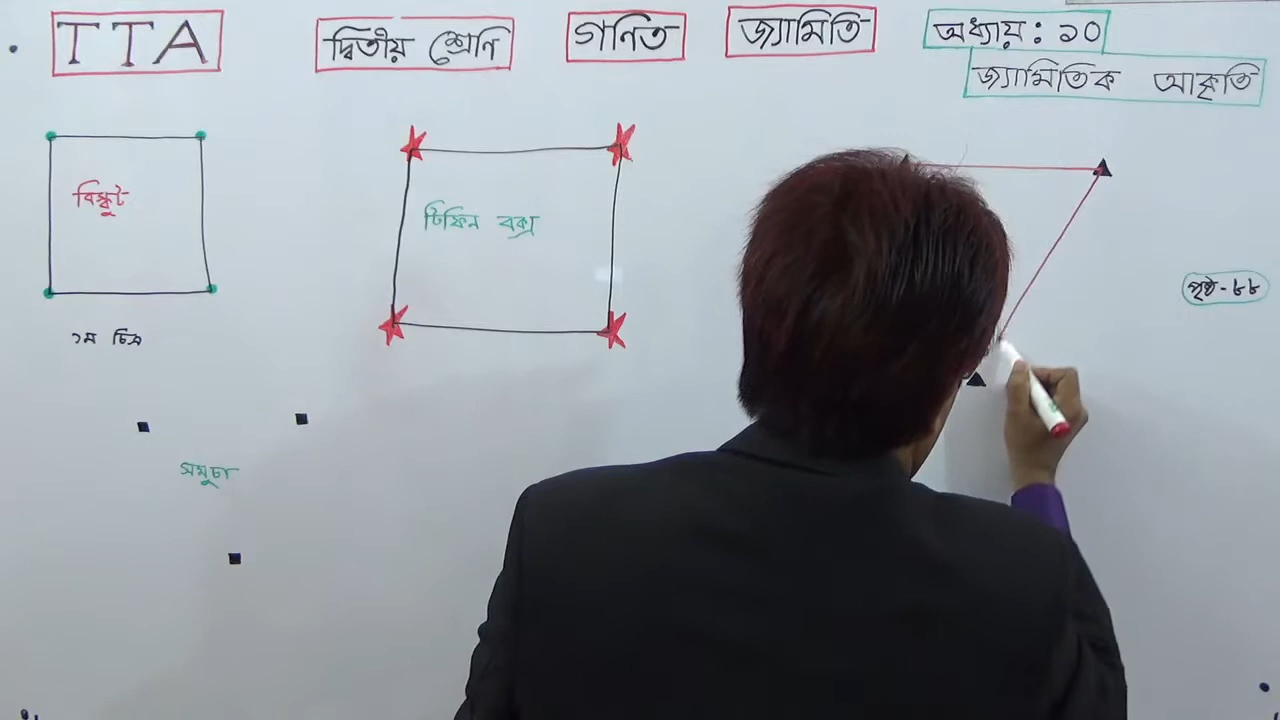 TTA
দ্বিতীয় শ্রেনি
গনিত
জ্যামিতি
অধ্যায়: ১০
জ্যামিতিক আকৃতি
বিস্কুট
টিফিন বক্স
পৃষ্ঠ-৮৮
১ম চিত্র
সমুচা